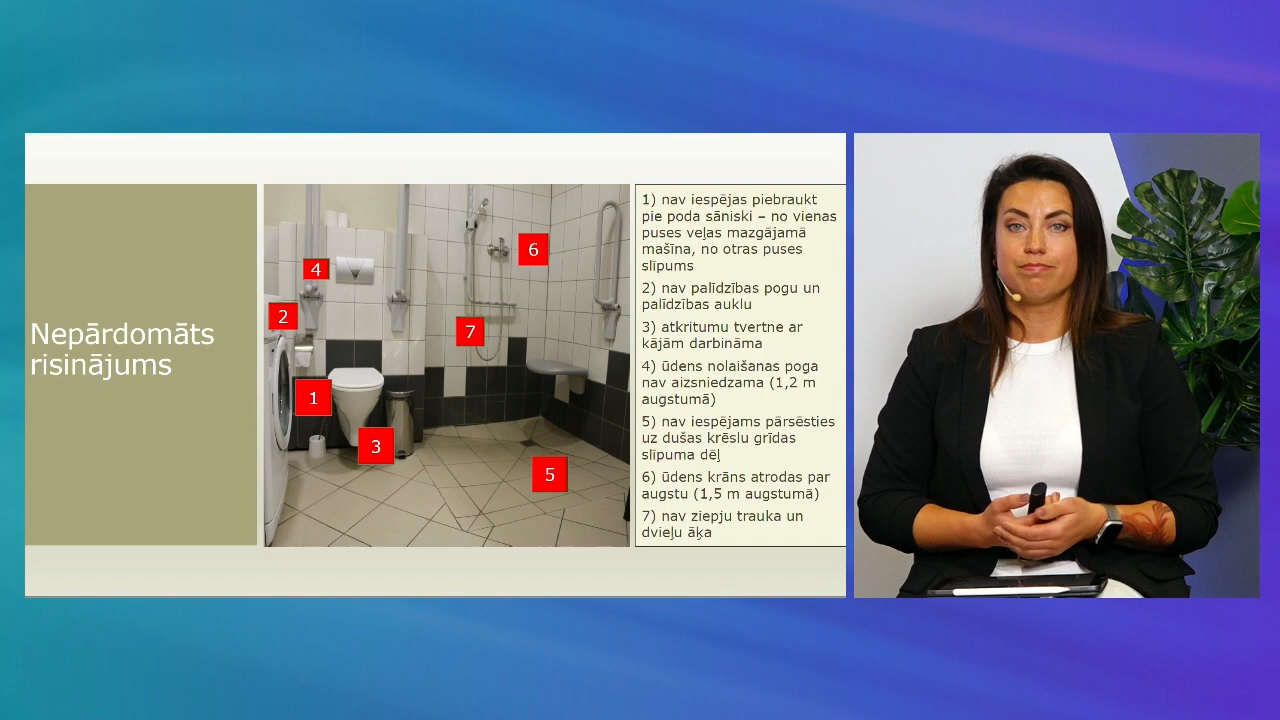 Nepārdomāts
risinājums
4
6
2
7
1
3
5
1) nav iespējas piebraukt
pie poda sāniski – no vienas
puses veļas mazgājamā
mašīna, no otras puses
slīpums
2) nav palīdzības pogu un
palīdzības auklu
3) atkritumu tvertne ar
kājām darbināma
4) ūdens nolaišanas poga
nav aizsniedzama (1,2 m
augstumā)
5) nav iespējams pārsēsties
uz dušas krēslu grīdas
slīpuma dēļ
6) ūdens krāns atrodas par
augstu (1,5 m augstumā)
7) nav ziepju trauka un
dvieļu āķa